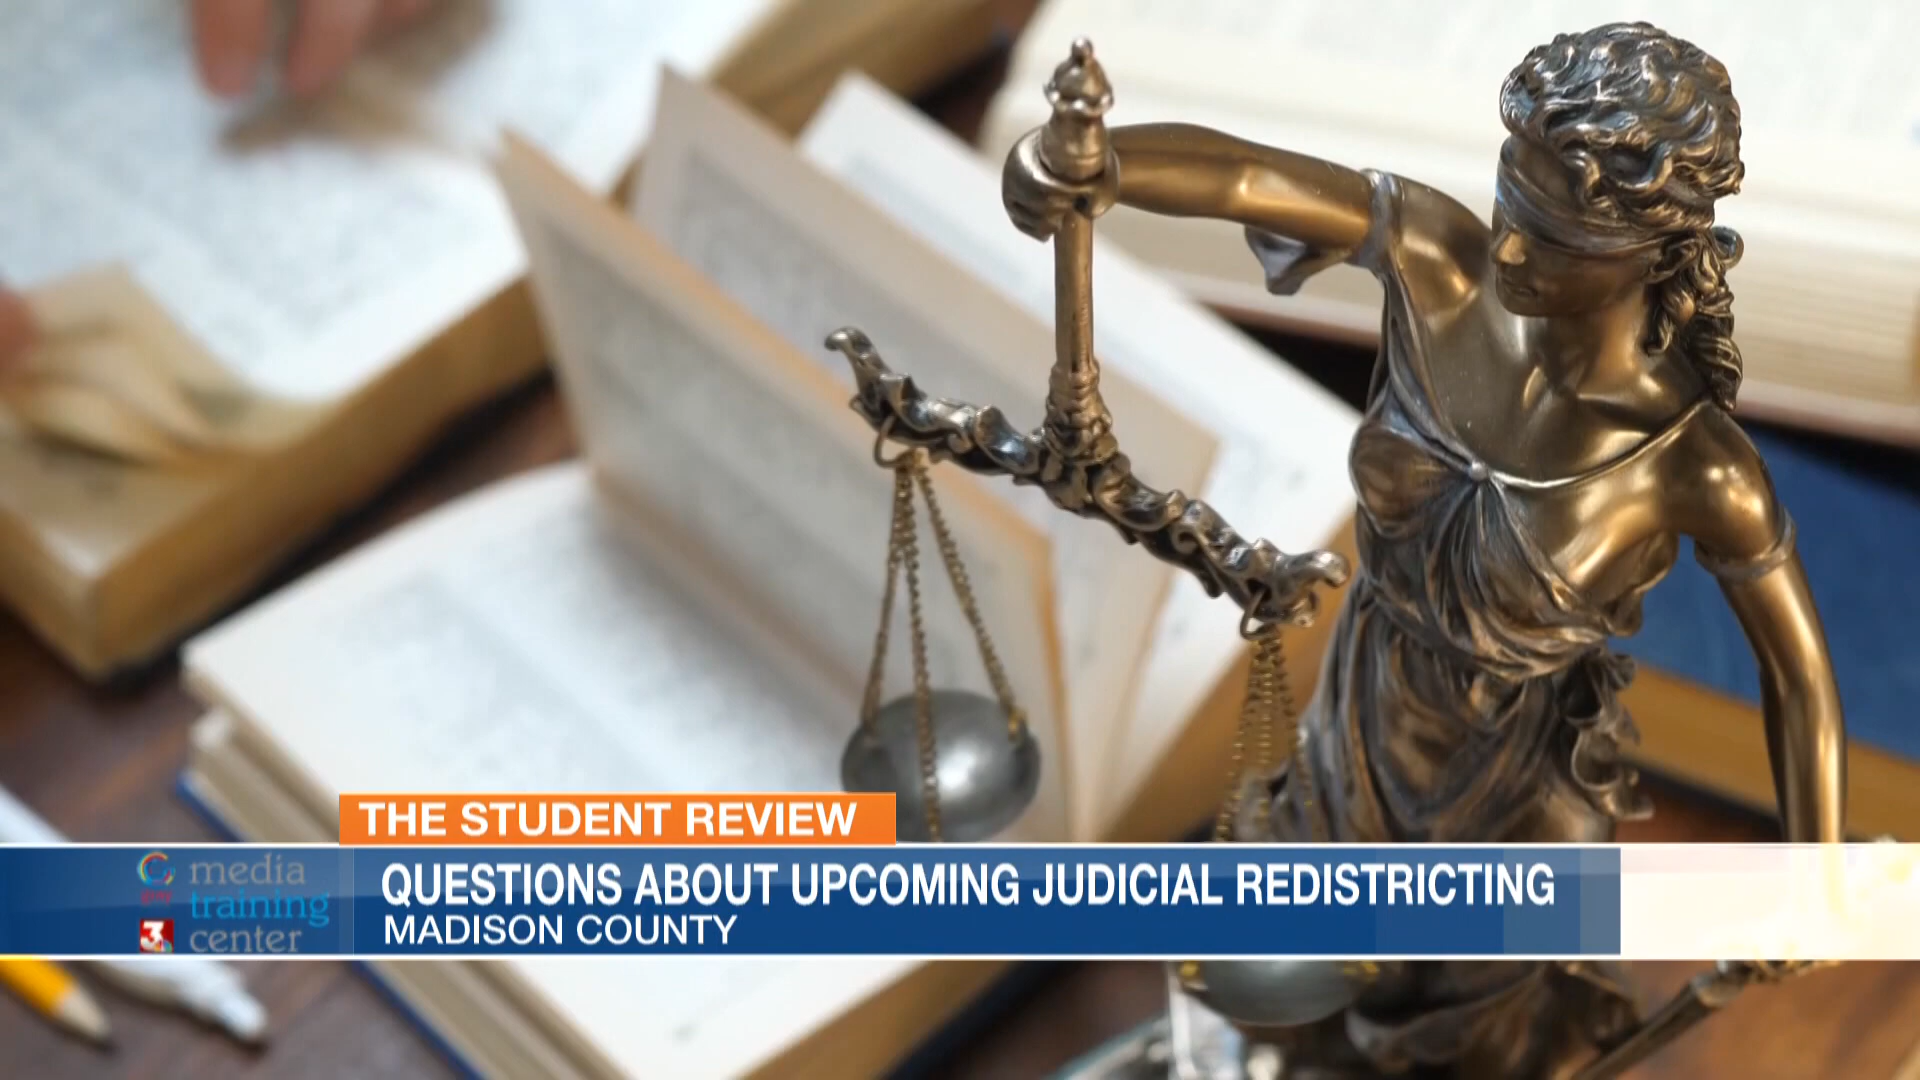 THE STUDENT REVIEW
media
training
center
3
QUESTIONS ABOUT UPCOMING JUDICIAL REDISTRICTING
MADISON COUNTY